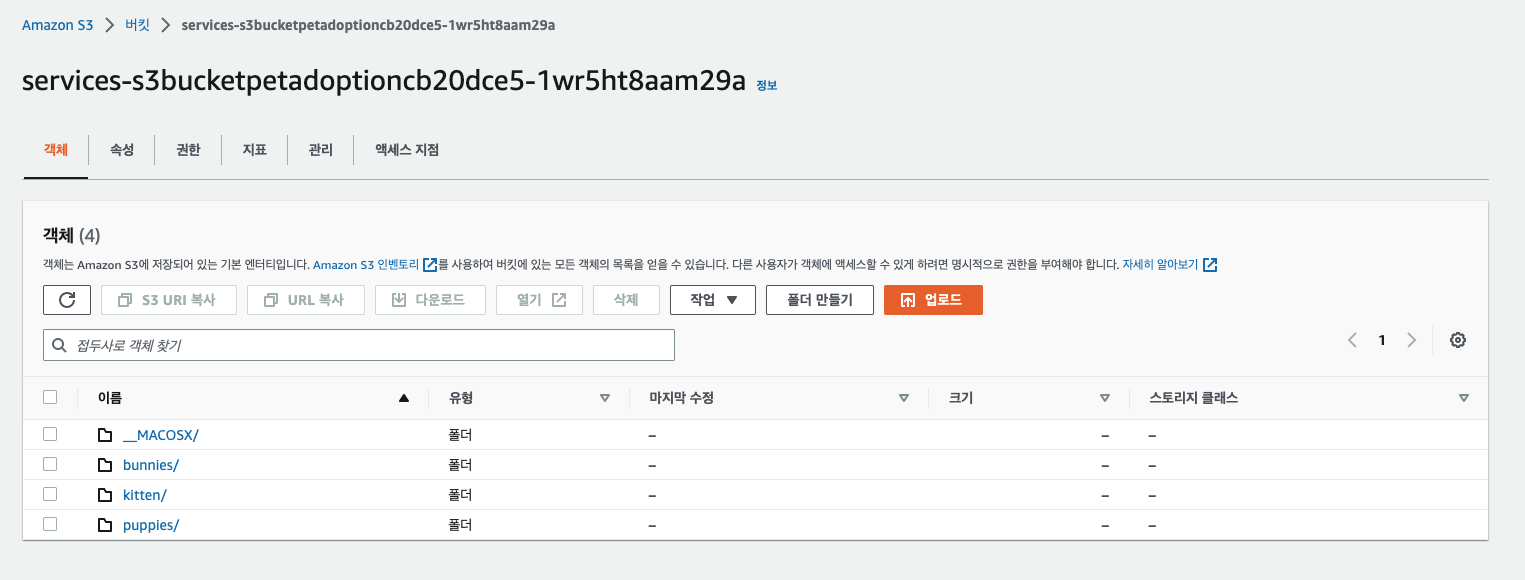 Amazon S3 > 버킷 > services-s3bucketpetadoptioncb20dce5-1wr5ht8aam29a
services-s3bucketpetadoptioncb20dce5-1wr5ht8aam29a 정보
객체 속성 권한 지표 관리 액세스 지점
객체 (4)
객체는 Amazon S3에 저장되어 있는 기본 엔터티입니다. Amazon S3 인벤토리를 사용하여 버킷에 있는 모든 객체의 목록을 얻을 수 있습니다. 다른 사용자가 객체에 액세스할 수 있게 하려면 명시적으로 권한을 부여해야 합니다. 자세히 알아보기
S3 URI 복사 URL 복사 다운로드 열기 삭제 작업 폴더 만들기 업로드
접두사로 객체 찾기 1
이름 유형 마지막 수정 크기 스토리지 클래스
__MACOSX/ 폴더 – – –
bunnies/ 폴더 – – –
kitten/ 폴더 – – –
puppies/ 폴더 – – –